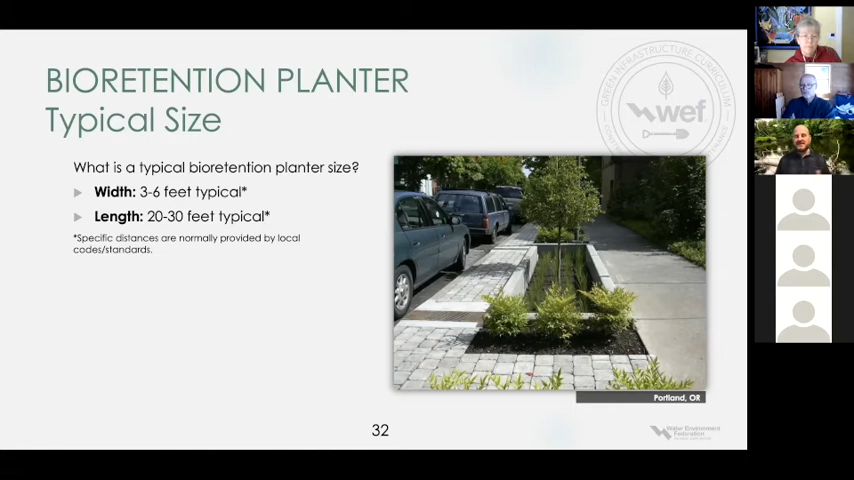 BIORETENTION PLANTER
Typical Size
GREEN INFRASTRUCTURE CURRICULUM
wef
What is a typical bioretention planter size?
Width: 3-6 feet typical*
Length: 20-30 feet typical*
*Specific distances are normally provided by local
codes/standards.
Portland, OR
32
Water Environment
Federation